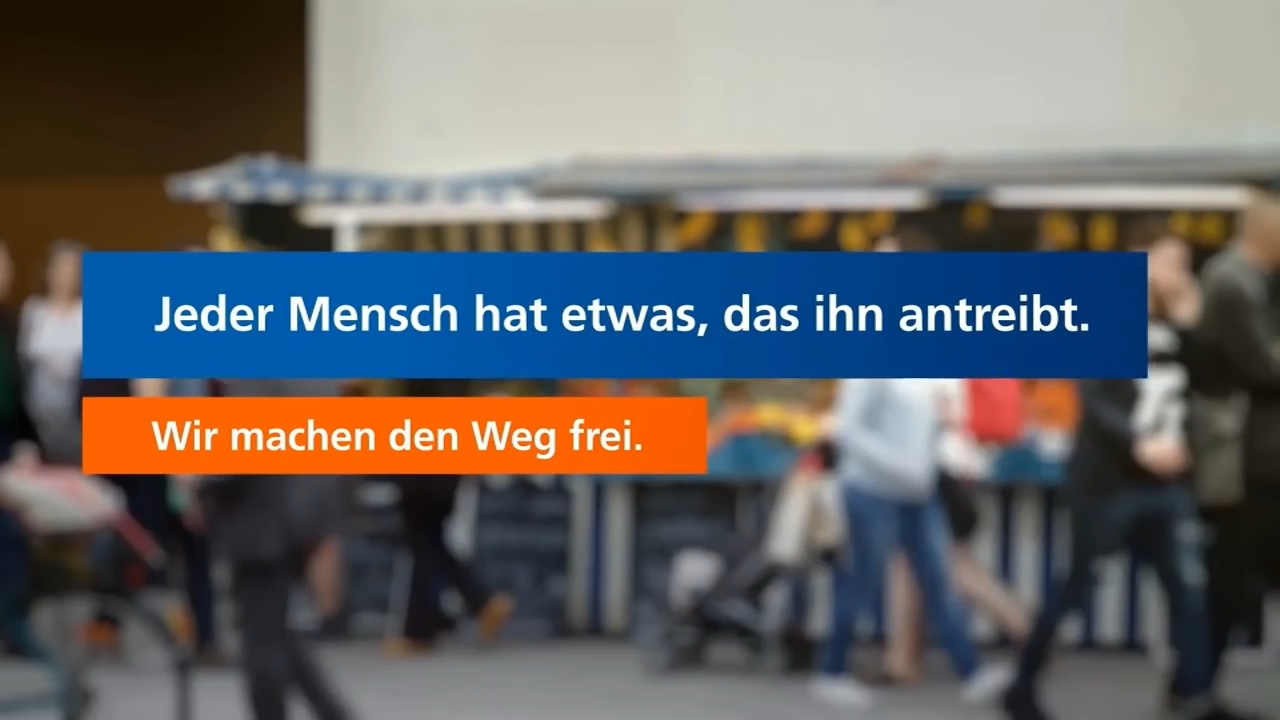 Jeder Mensch hat etwas, das ihn antreibt.
Wir machen den Weg frei.